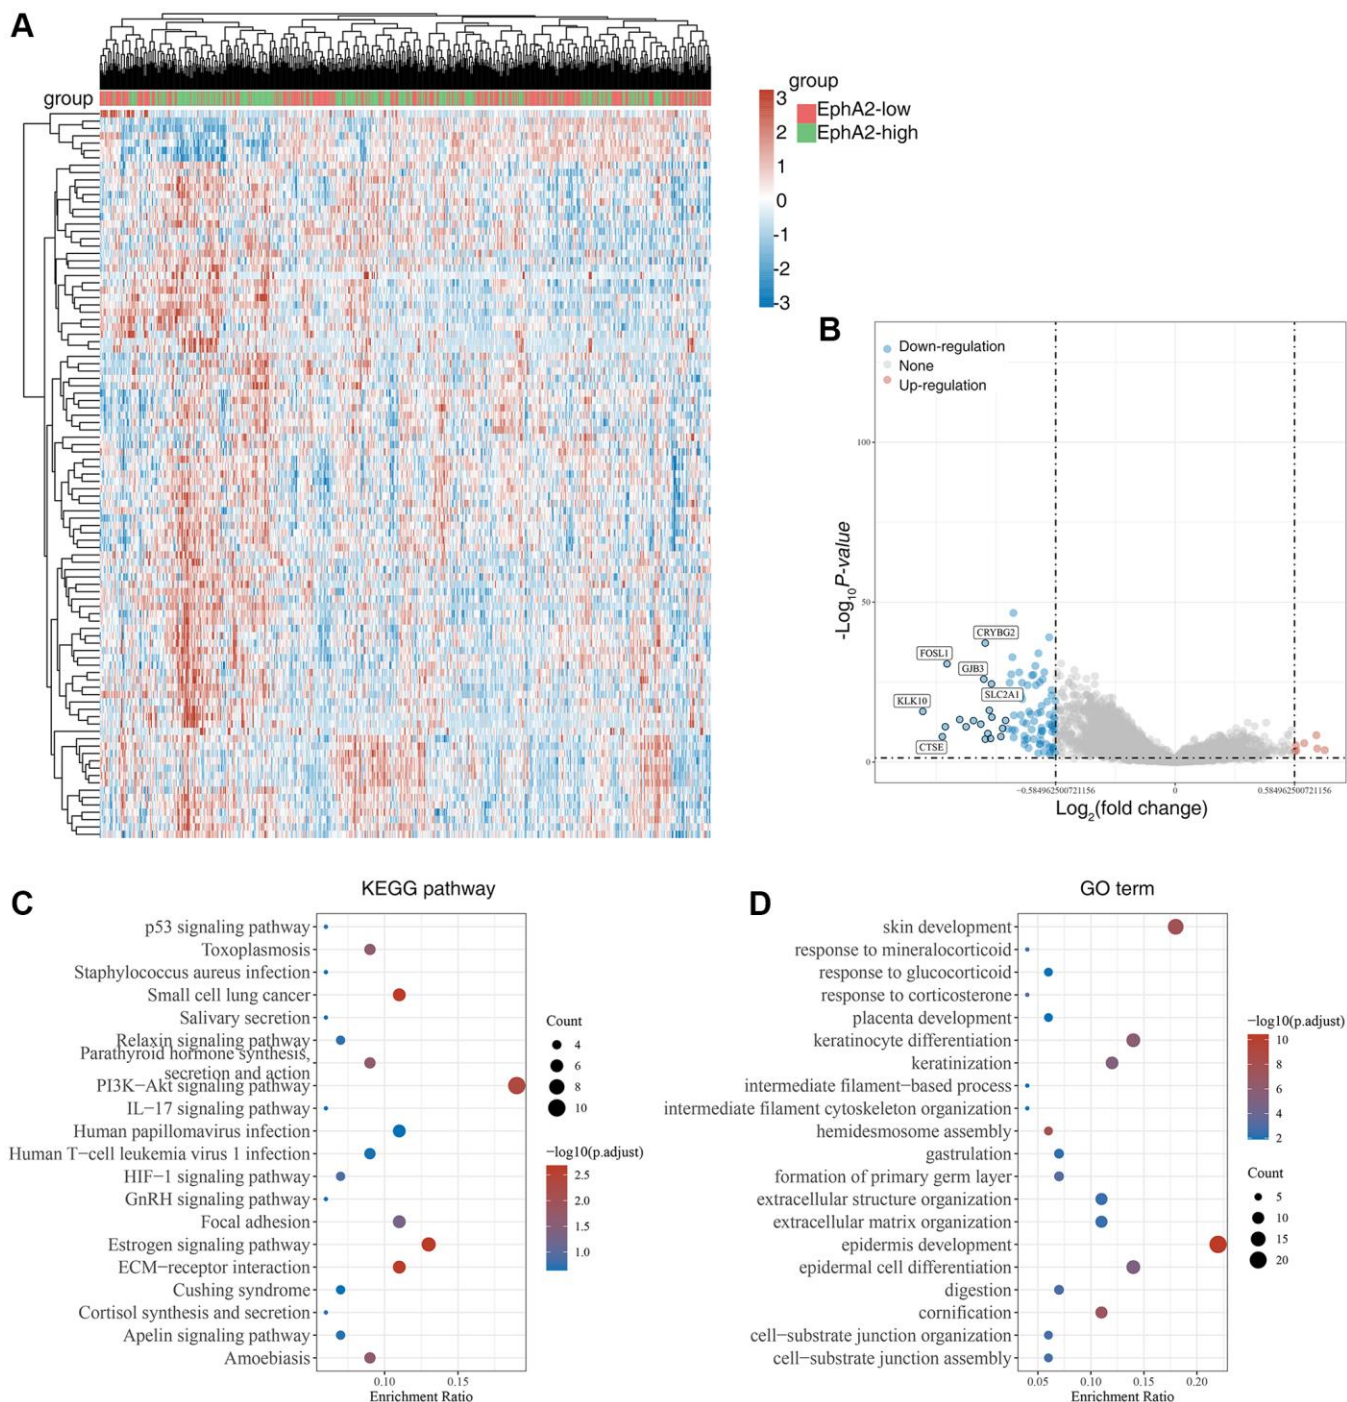 A
group
group
EphA2-low
EphA2-high
3
2
1
0
-1
-2
-3
B
Down-regulation
None
Up-regulation
100
50
0
-Log10P-value
CRYBG2
FOSL1
GJB3
SLC2A1
KLK10
CTSE
−0.584962500721156
0
0.584962500721156
Log2(fold change)
C
KEGG pathway
p53 signaling pathway
Toxoplasmosis
Staphylococcus aureus infection
Small cell lung cancer
Salivary secretion
Relaxin signaling pathway
Parathyroid hormone synthesis,
secretion and action
PI3K−Akt signaling pathway
IL−17 signaling pathway
Human papillomavirus infection
Human T−cell leukemia virus 1 infection
HIF−1 signaling pathway
GnRH signaling pathway
Focal adhesion
Estrogen signaling pathway
ECM−receptor interaction
Cushing syndrome
Cortisol synthesis and secretion
Apelin signaling pathway
Amoebiasis
0.10
0.15
Enrichment Ratio
Count
4
6
8
10
−log10(p.adjust)
2.5
2.0
1.5
1.0
D
GO term
skin development
response to mineralocorticoid
response to glucocorticoid
response to corticosterone
placenta development
keratinocyte differentiation
keratinization
intermediate filament−based process
intermediate filament cytoskeleton organization
hemidesmosome assembly
gastrulation
formation of primary germ layer
extracellular structure organization
extracellular matrix organization
epidermis development
epidermal cell differentiation
digestion
cornification
cell−substrate junction organization
cell−substrate junction assembly
0.05
0.10
0.15
0.20
Enrichment Ratio
−log10(p.adjust)
10
8
6
4
2
Count
5
10
15
20